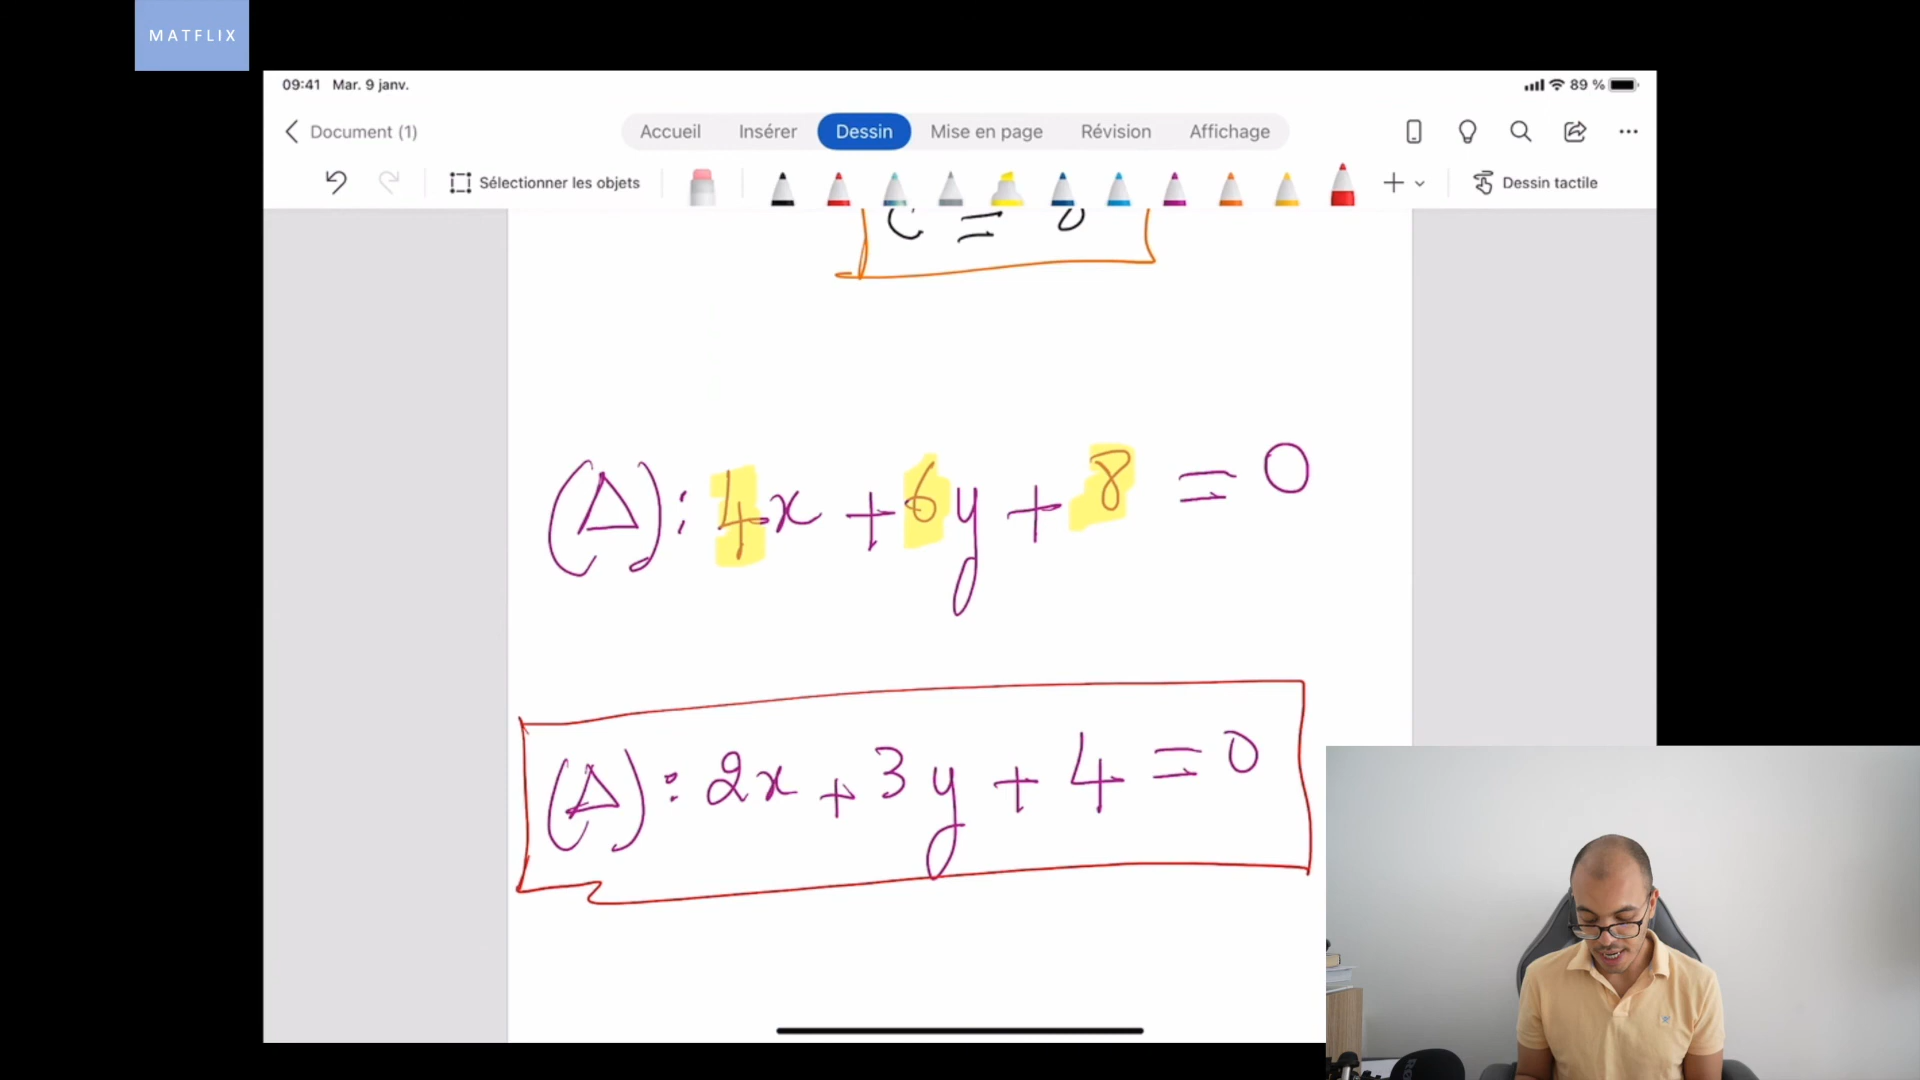 MATFLIX
09:41 Mar. 9 janv.
89 %
Document (1)
Accueil Insérer Dessin Mise en page Révision Affichage
Sélectionner les objets
Dessin tactile
(Δ): 4x + 6y + 8 = 0
(Δ): 2x + 3y + 4 = 0